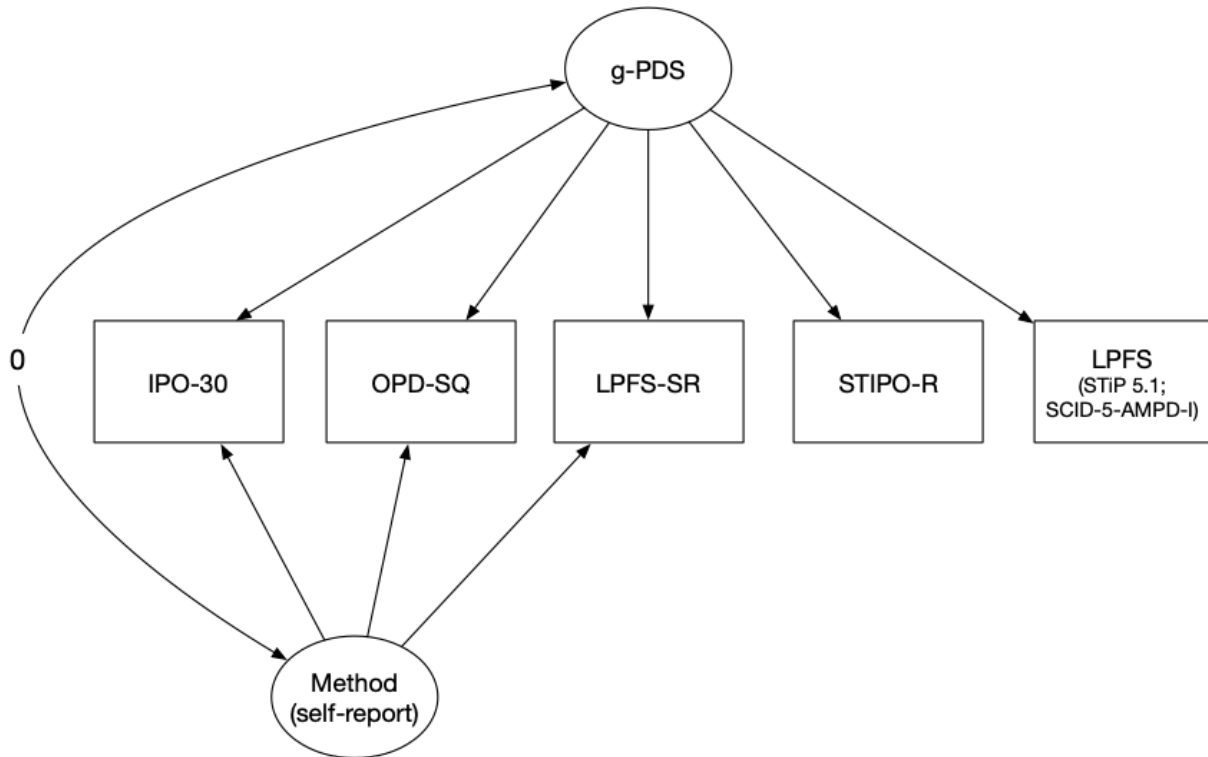 g-PDS
0
IPO-30
OPD-SQ
LPFS-SR
STIPO-R
LPFS
(STiP 5.1;
SCID-5-AMPD-I)
Method
(self-report)